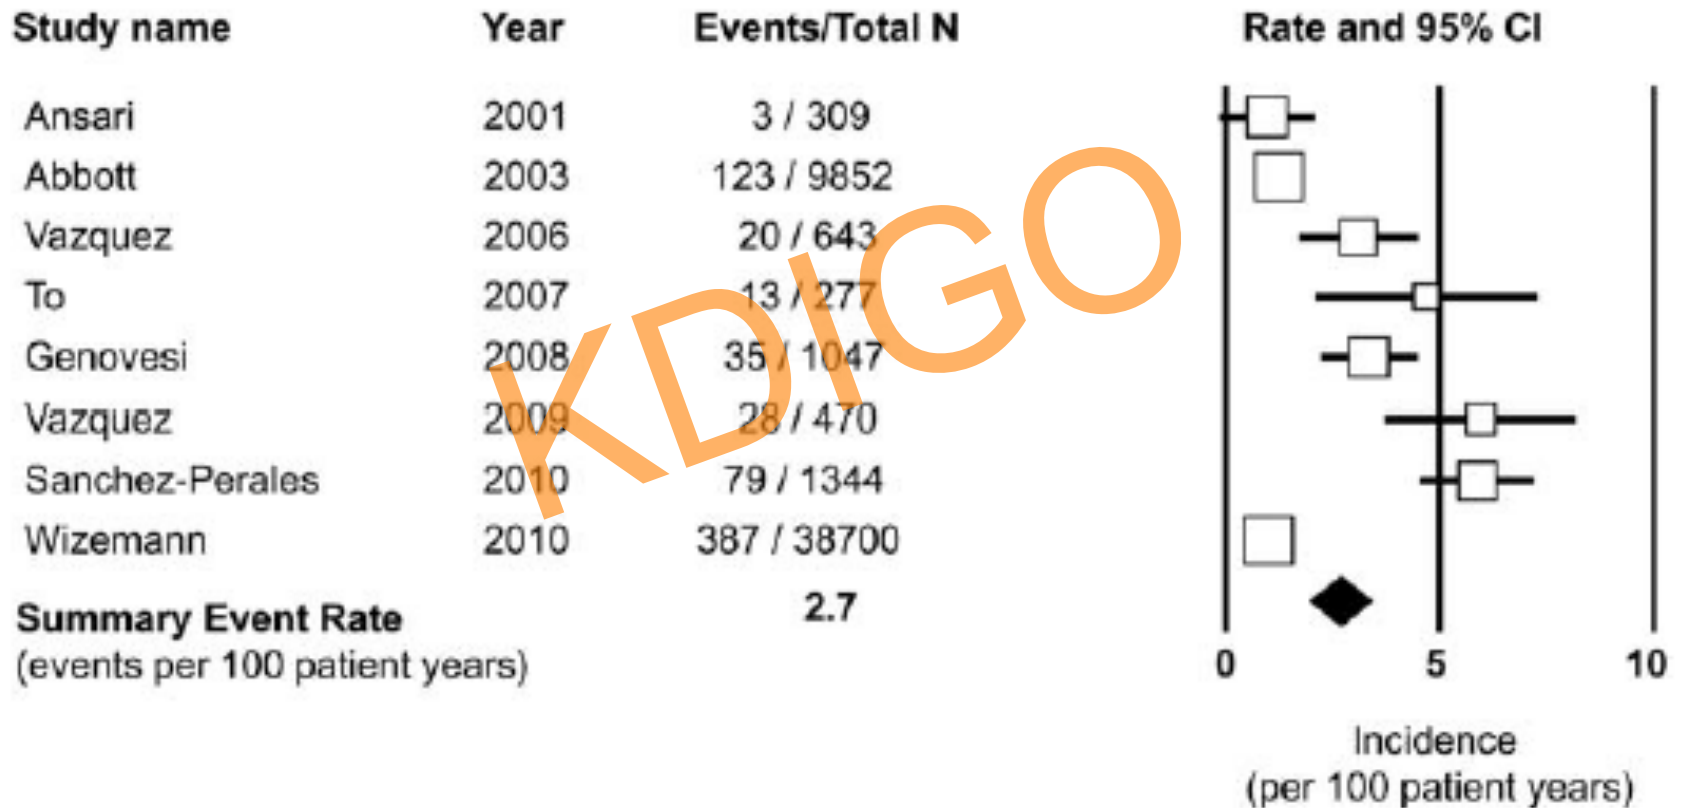 Study name Year Events/Total N Rate and 95% CI
Ansari 2001 3 / 309
Abbott 2003 123 / 9852
Vazquez 2006 20 / 643
To 2007 13 / 277
Genovesi 2008 35 / 1047
Vazquez 2009 28 / 470
Sanchez-Perales 2010 79 / 1344
Wizemann 2010 387 / 38700
Summary Event Rate 2.7
(events per 100 patient years)
0 5 10
Incidence
(per 100 patient years)
KDIGO